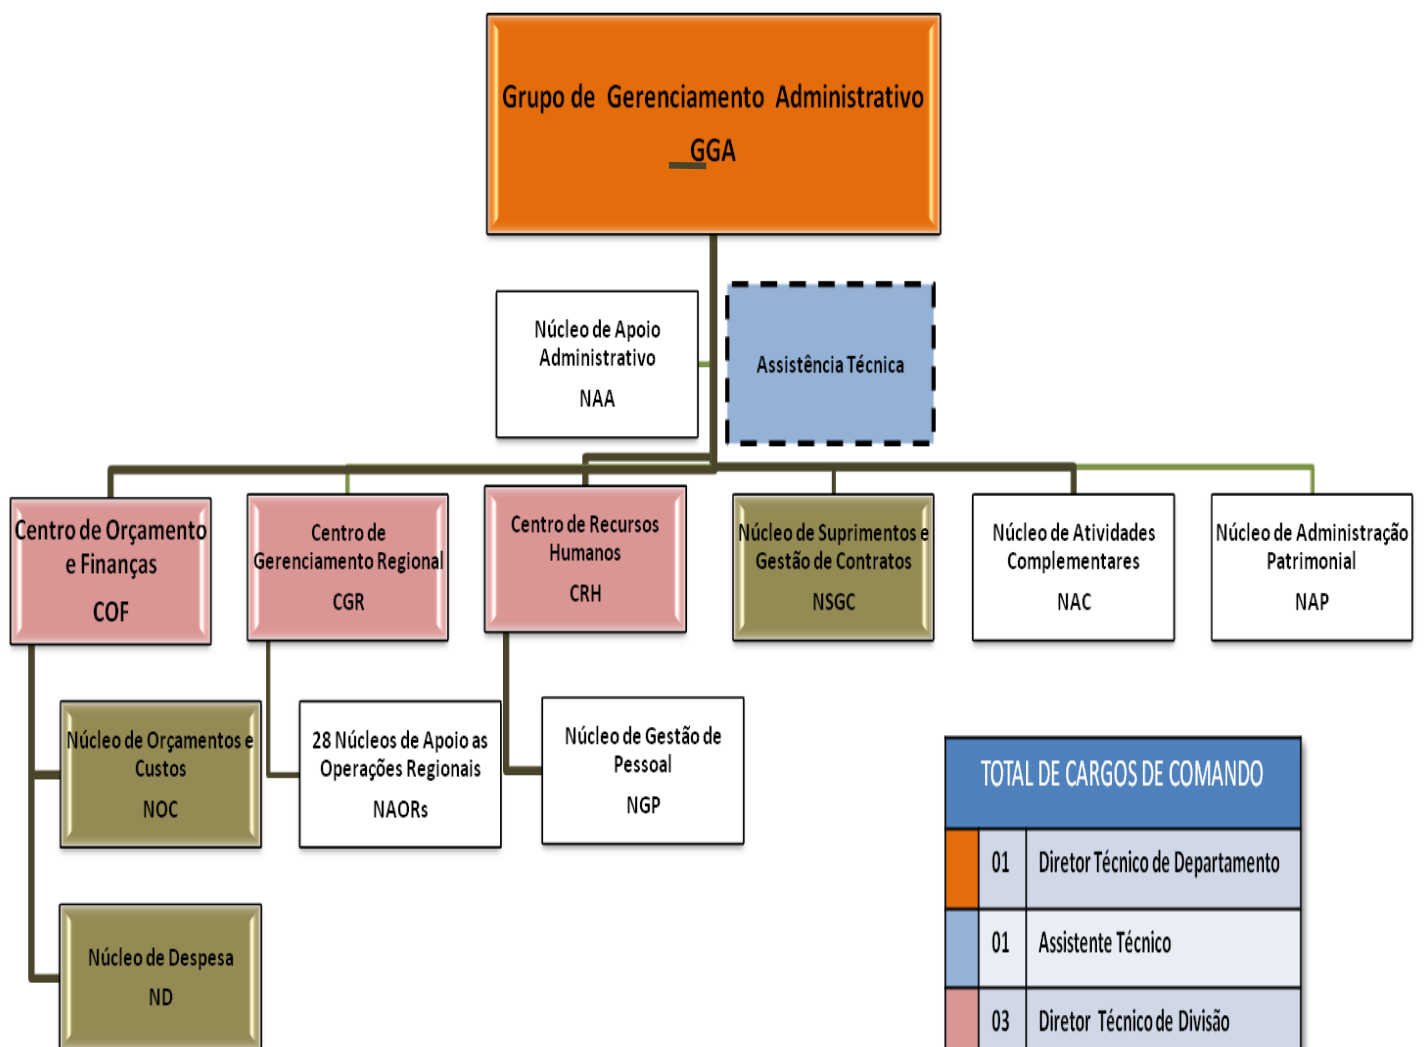 Grupo de Gerenciamento Administrativo
GGA
Núcleo de Apoio
Administrativo
NAA
Assistência Técnica
Centro de Orçamento
e Finanças
COF
Centro de
Gerenciamento Regional
CGR
Centro de Recursos
Humanos
CRH
Núcleo de Suprimentos e
Gestão de Contratos
NSGC
Núcleo de Atividades
Complementares
NAC
Núcleo de Administração
Patrimonial
NAP
Núcleo de Orçamentos e
Custos
NOC
28 Núcleos de Apoio as
Operações Regionais
NAORs
Núcleo de Gestão de
Pessoal
NGP
Núcleo de Despesa
ND
TOTAL DE CARGOS DE COMANDO
01 Diretor Técnico de Departamento
01 Assistente Técnico
03 Diretor Técnico de Divisão